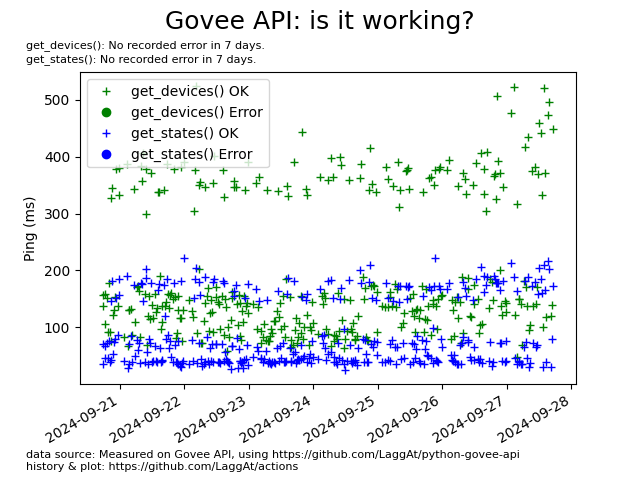 Govee API: is it working?
get_devices(): No recorded error in 7 days.
get_states(): No recorded error in 7 days.
get_devices() OK
get_devices() Error
get_states() OK
get_states() Error
Ping (ms)
500
400
300
200
100
2024-09-21
2024-09-22
2024-09-23
2024-09-24
2024-09-25
2024-09-26
2024-09-27
2024-09-28
data source: Measured on Govee API, using https://github.com/LaggAt/python-govee-api
history & plot: https://github.com/LaggAt/actions